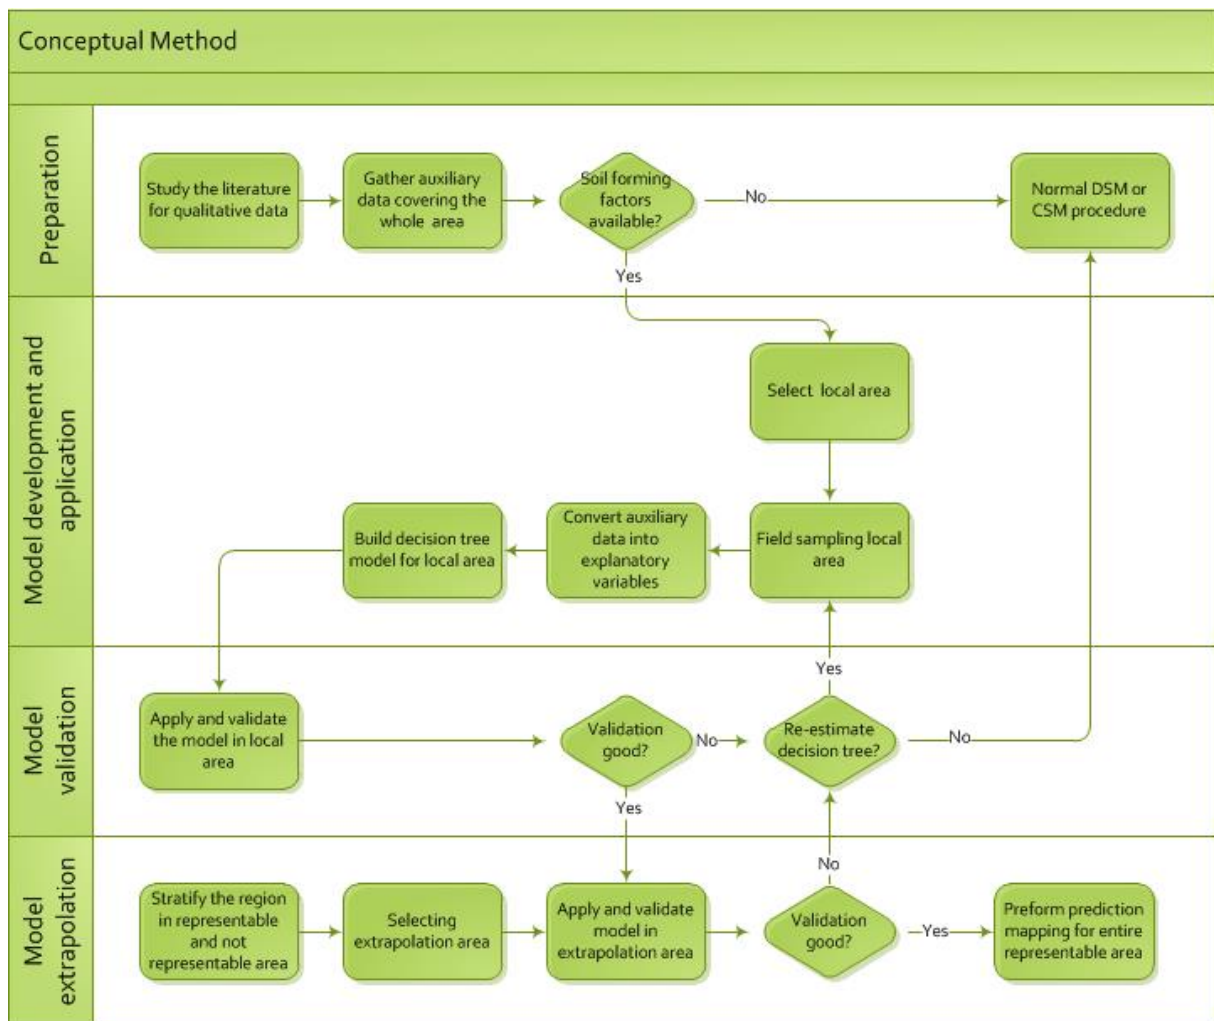 Conceptual Method
Preparation
Study the literature
for qualitative data
Gather auxiliary
data covering the
whole area
Soil forming
factors
available?
No
Normal DSM or
CSM procedure
Yes
Model development and
application
Select local area
Build decision tree
model for local area
Convert auxiliary
data into
explanatory
variables
Field sampling local
area
Model
validation
Yes
Apply and validate
the model in local
area
Validation
good?
No
Re-estimate
decision tree?
No
Yes
Model
extrapolation
No
Stratify the region
in representable
and not
representable area
Selecting
extrapolation area
Apply and validate
model in
extrapolation area
Validation
good?
Yes
Preform prediction
mapping for entire
representable area